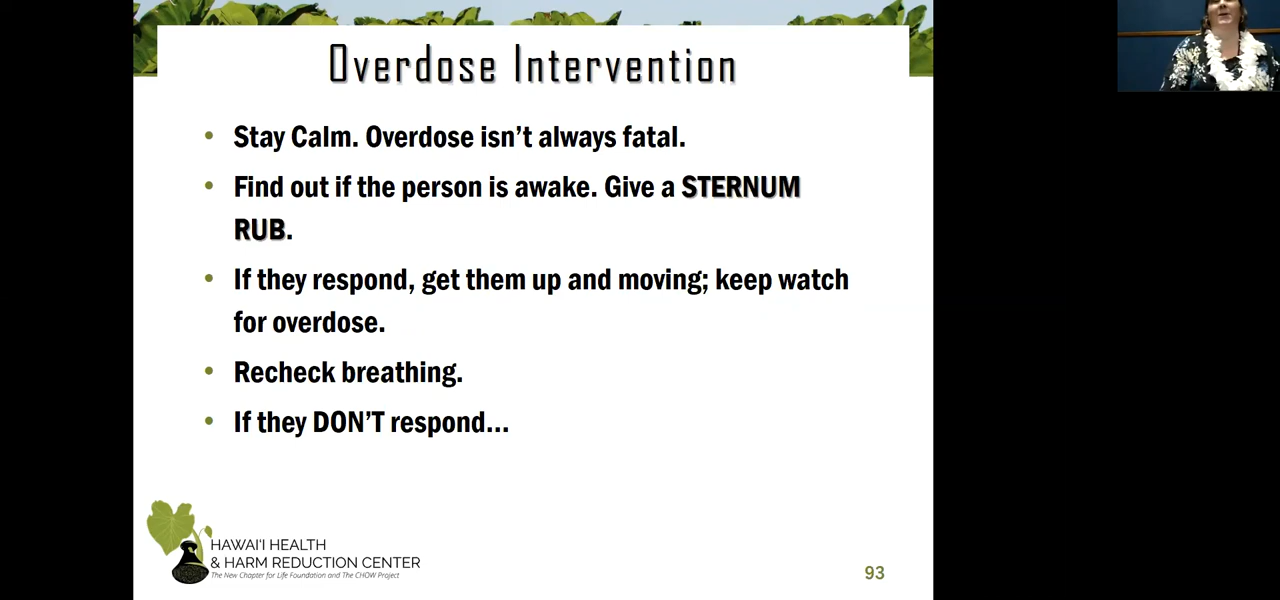 Overdose Intervention
• Stay Calm. Overdose isn’t always fatal.
• Find out if the person is awake. Give a STERNUM
RUB.
• If they respond, get them up and moving; keep watch
for overdose.
• Recheck breathing.
• If they DON’T respond…
HAWAI'I HEALTH
& HARM REDUCTION CENTER
The New Chapter for Life Foundation and The CHOW Project
93